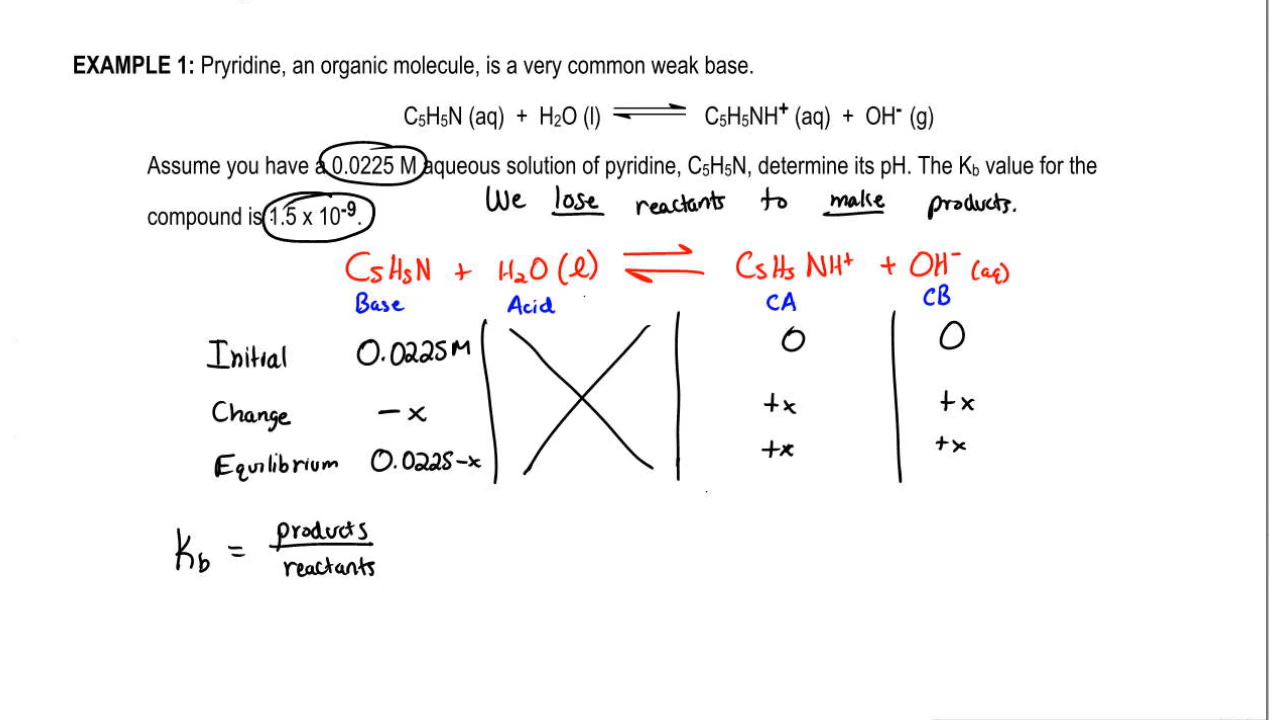 EXAMPLE 1: Pryridine, an organic molecule, is a very common weak base.
C5H5N (aq) + H2O (l) ⇌ C5H5NH+ (aq) + OH- (g)
Assume you have a 0.0225 M aqueous solution of pyridine, C5H5N, determine its pH. The Kb value for the
compound is 1.5 x 10-9.
We lose reactants to make products.
C5H5N + H2O (l) ⇌ C5H5NH+ + OH- (aq)
Base Acid CA CB
Initial 0.0225M 0 0
Change -x +x +x
Equilibrium 0.0225-x +x +x
Kb = products
reactants